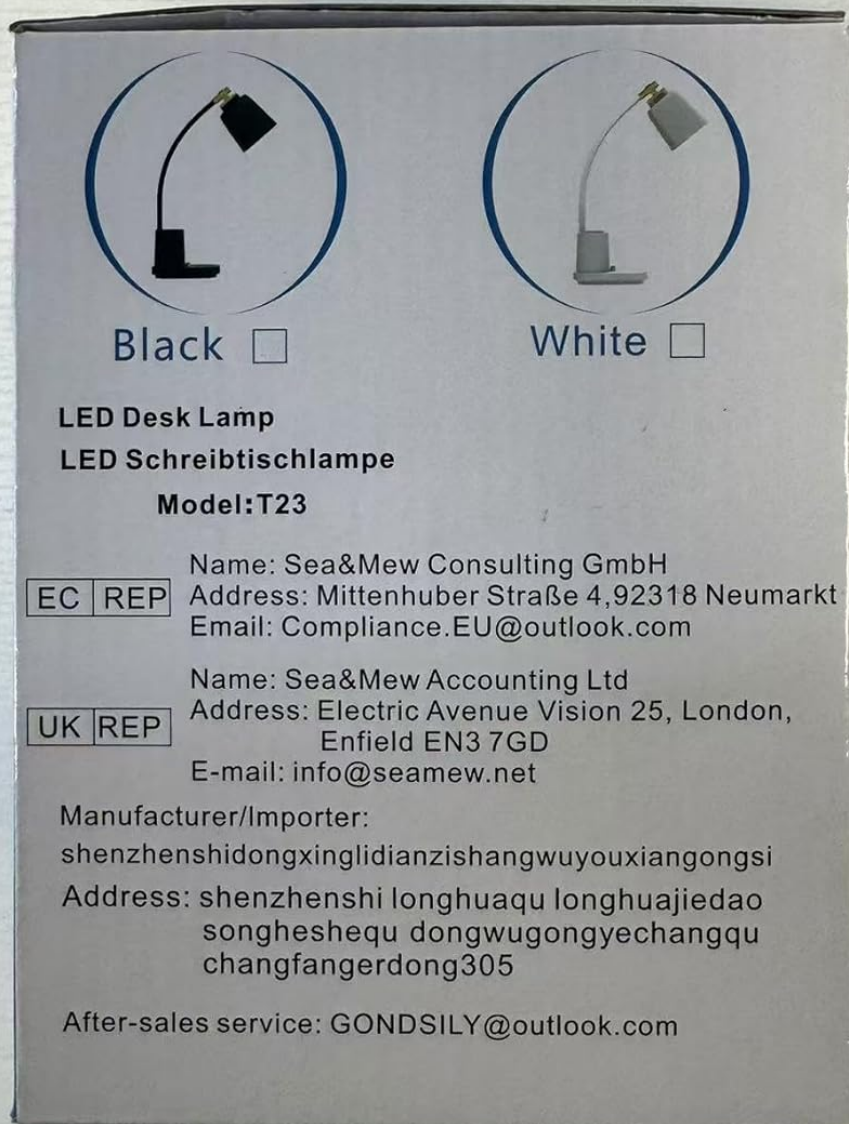 Black
White
LED Desk Lamp
LED Schreibtischlampe
Model:T23
EC REP
Name: Sea&Mew Consulting GmbH
Address: Mittenhuber Straße 4,92318 Neumarkt
Email: Compliance.EU@outlook.com
UK REP
Name: Sea&Mew Accounting Ltd
Address: Electric Avenue Vision 25, London,
Enfield EN3 7GD
E-mail: info@seamew.net
Manufacturer/Importer:
shenzhenshidongxinglidianzishangwuyouxiangongsi
Address: shenzhenshi longhuaqu longhuajiedao
songheshequ dongwugongyechangqu
changfangerdong305
After-sales service: GONDSILY@outlook.com